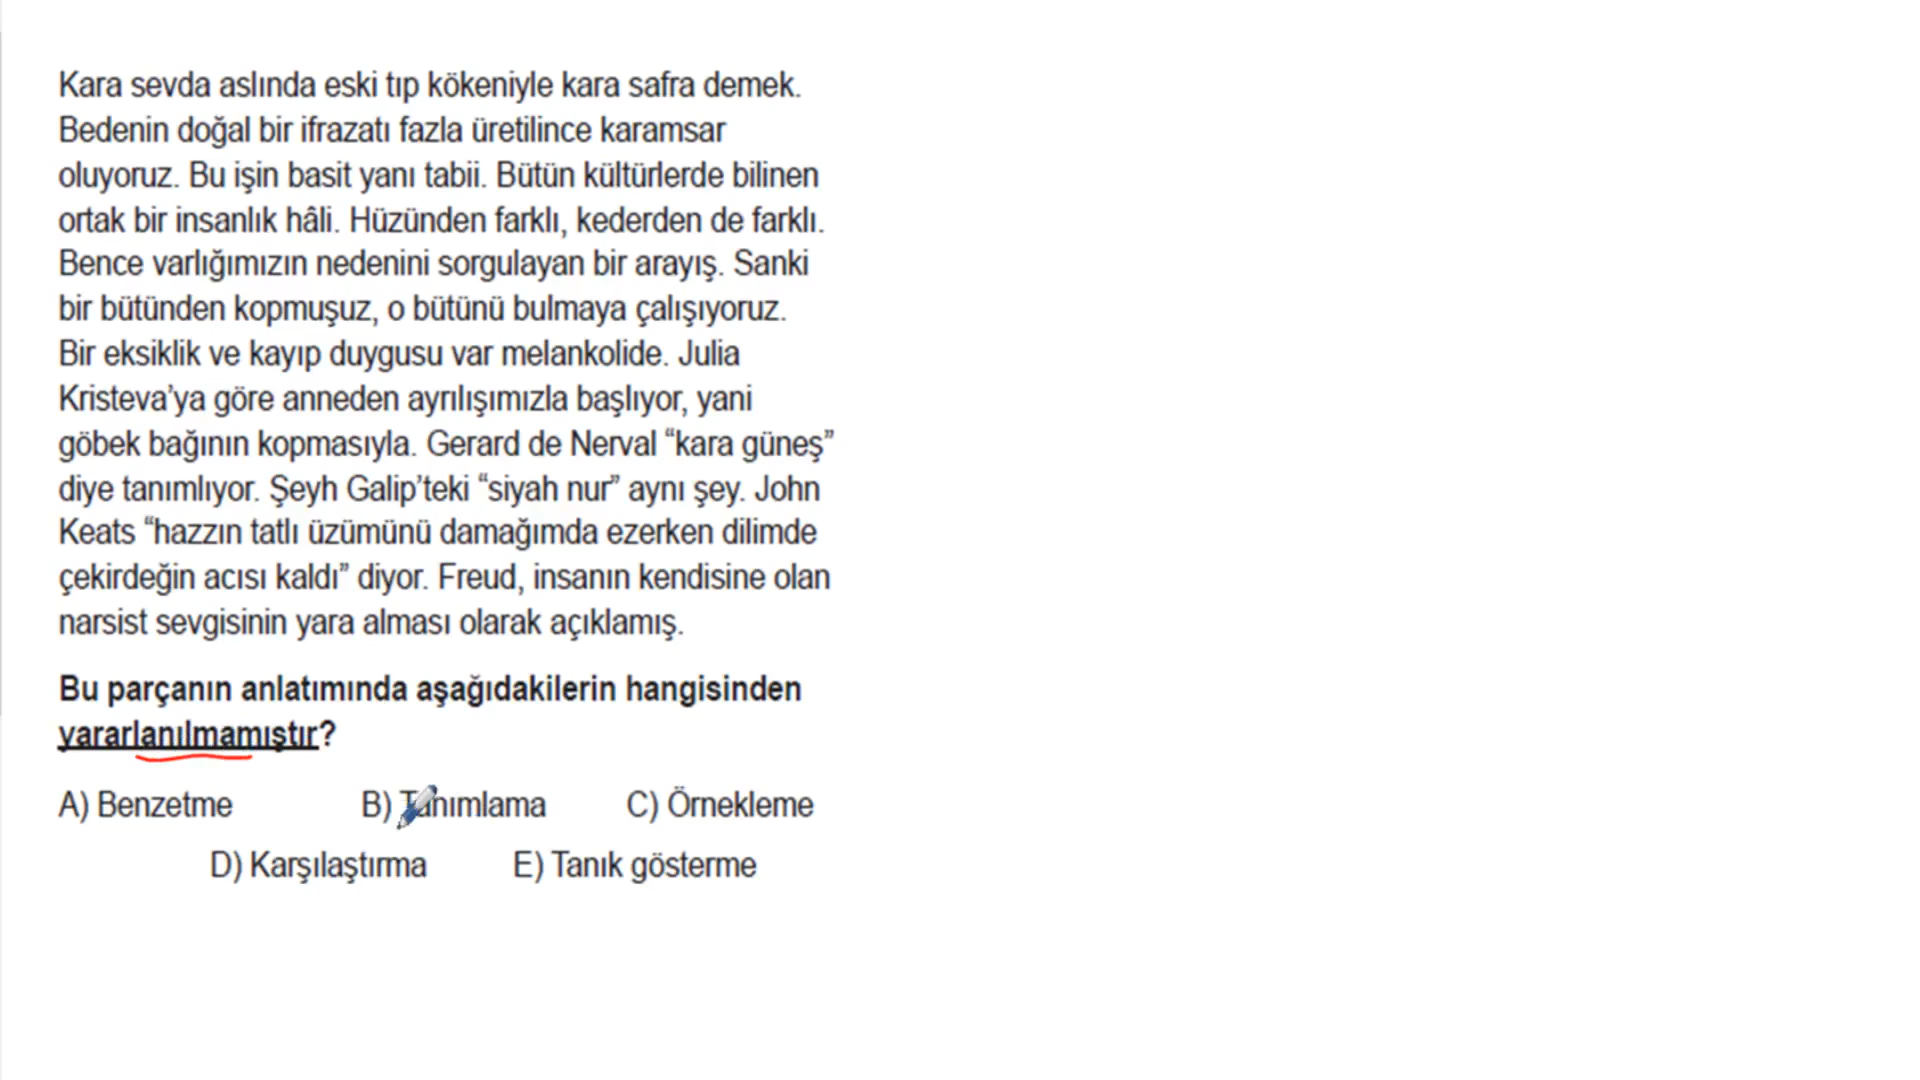 Kara sevda aslında eski tıp kökeniyle kara safra demek.
Bedenin doğal bir ifrazatı fazla üretilince karamsar
oluyoruz. Bu işin basit yanı tabii. Bütün kültürlerde bilinen
ortak bir insanlık hâli. Hüzünden farklı, kederden de farklı.
Bence varlığımızın nedenini sorgulayan bir arayış. Sanki
bir bütünden kopmuşuz, o bütünü bulmaya çalışıyoruz.
Bir eksiklik ve kayıp duygusu var melankolide. Julia
Kristeva’ya göre anneden ayrılışımızla başlıyor, yani
göbek bağının kopmasıyla. Gerard de Nerval “kara güneş”
diye tanımlıyor. Şeyh Galip’teki “siyah nur” aynı şey. John
Keats “hazzın tatlı üzümünü damağımda ezerken dilimde
çekirdeğin acısı kaldı” diyor. Freud, insanın kendisine olan
narsist sevgisinin yara alması olarak açıklamış.
Bu parçanın anlatımında aşağıdakilerin hangisinden
yararlanılmamıştır?
A) Benzetme B) Tanımlama C) Örnekleme
D) Karşılaştırma E) Tanık gösterme